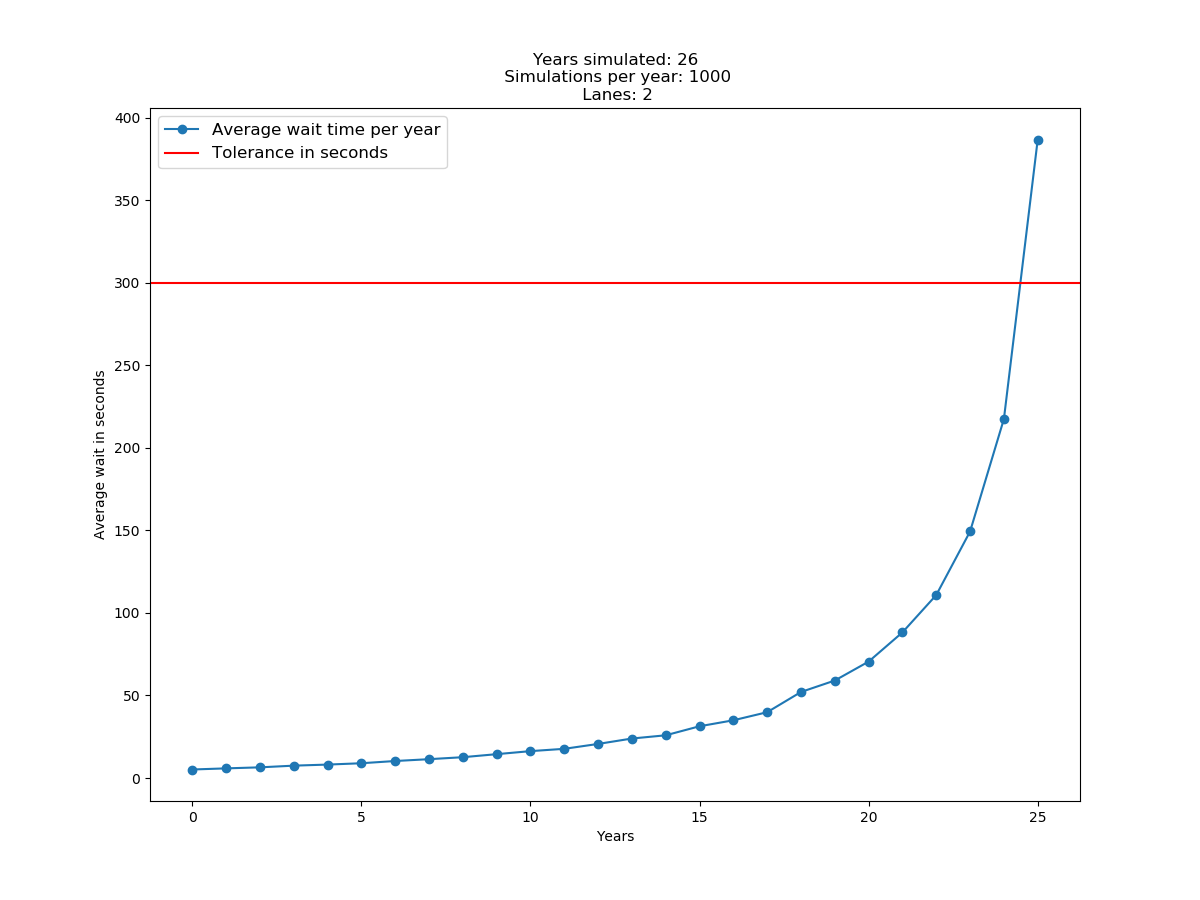 Years simulated: 26
Simulations per year: 1000
Lanes: 2
Average wait time per year
Tolerance in seconds
400
350
300
250
200
150
100
50
0
Average wait in seconds
0 5 10 15 20 25
Years